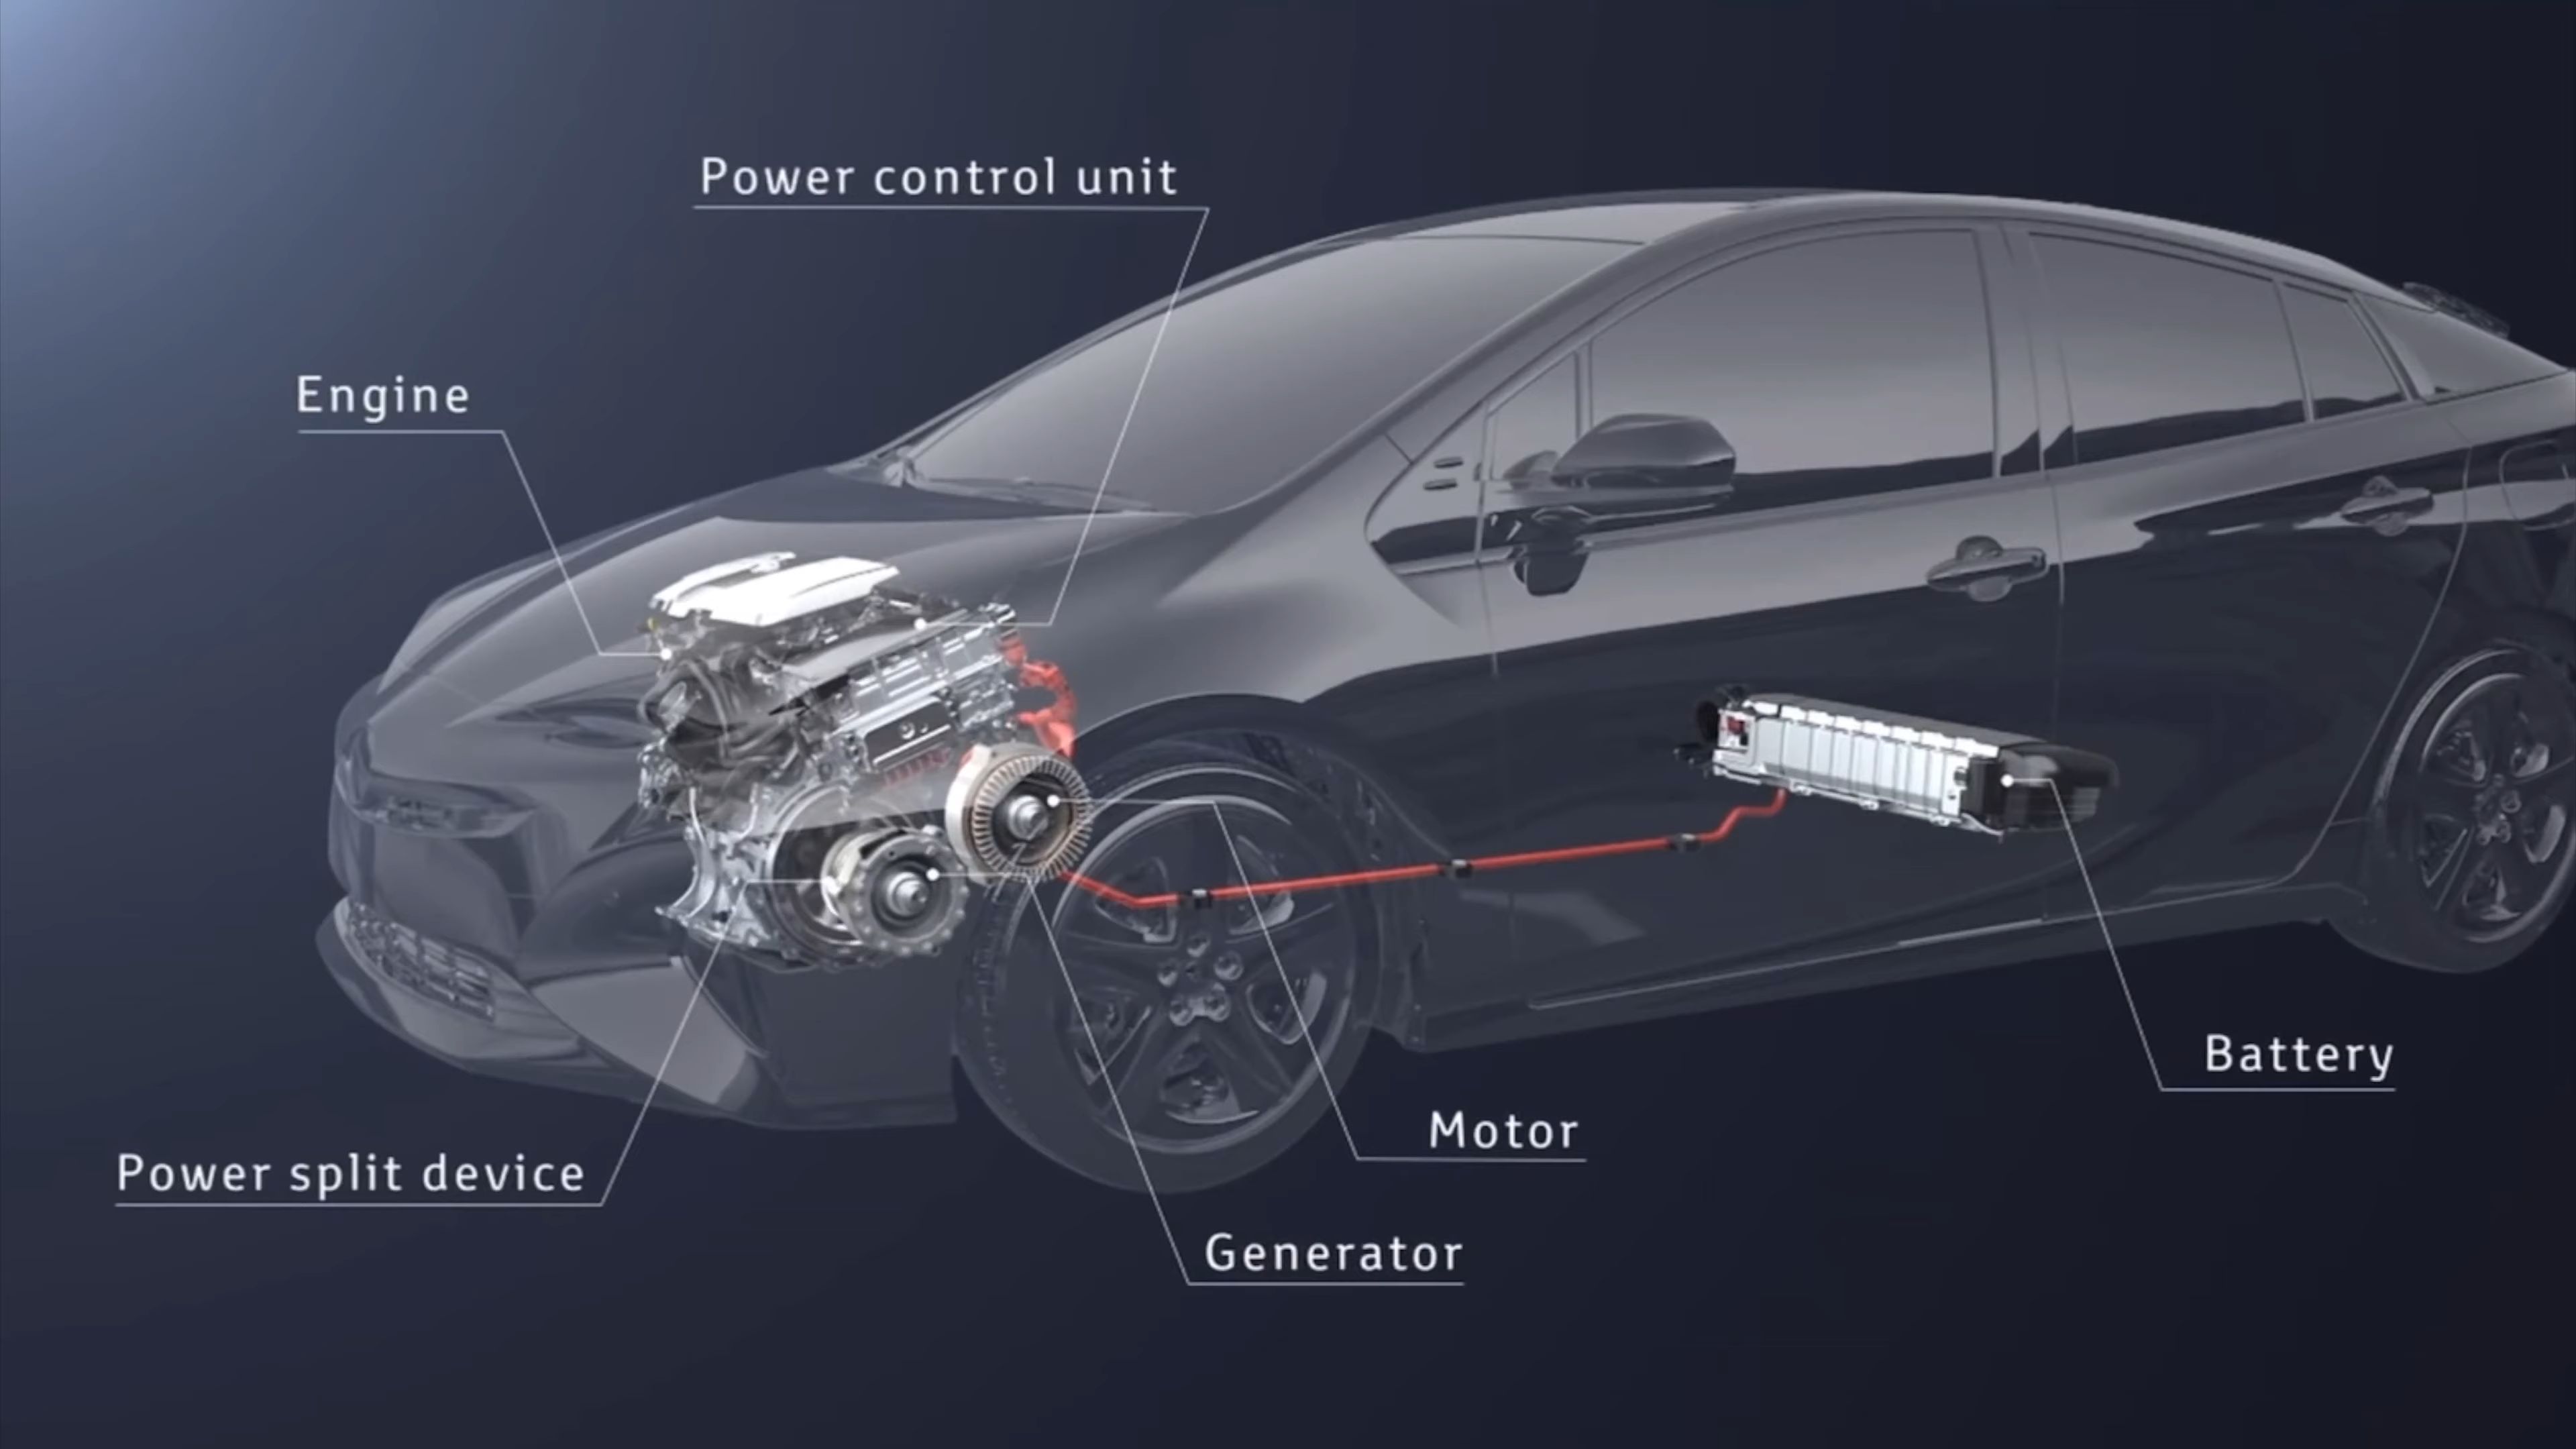 Power control unit
Engine
Battery
Motor
Power split device
Generator